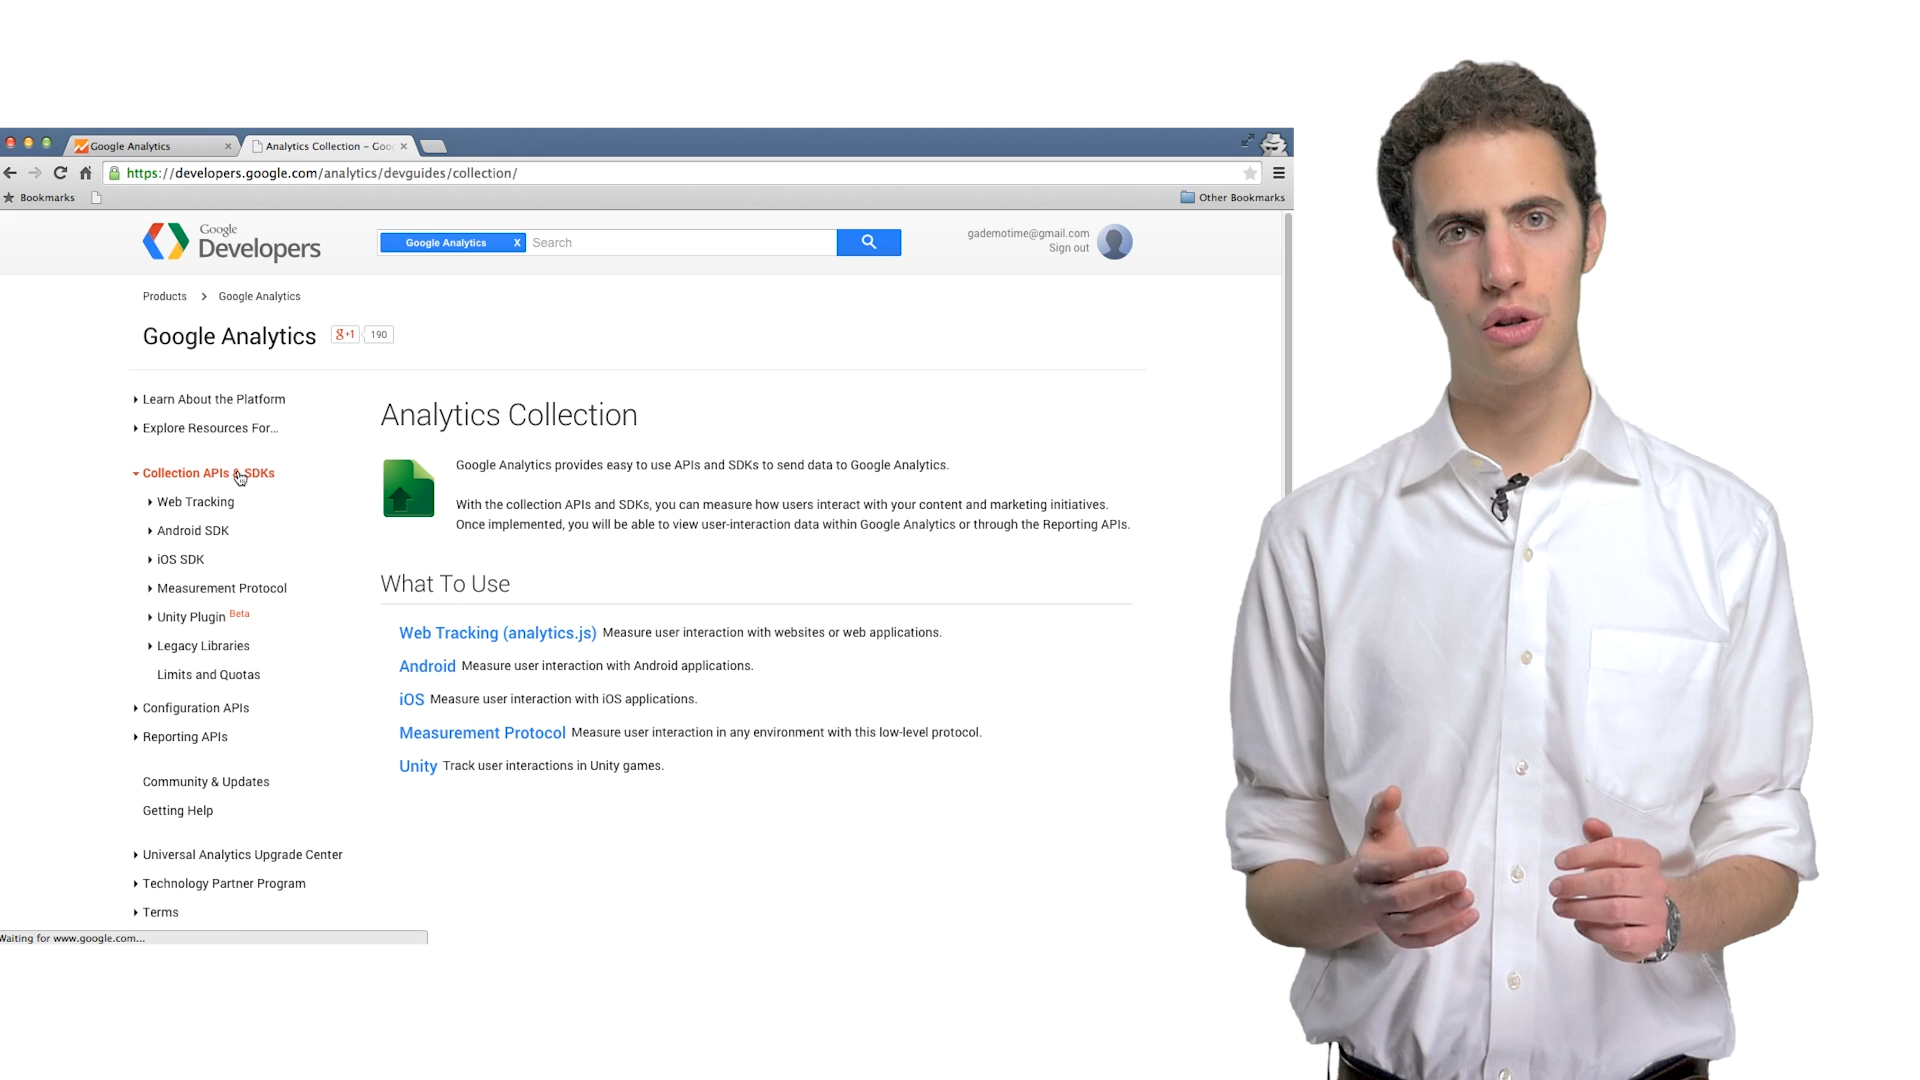 Google Analytics
Analytics Collection – Goo
https://developers.google.com/analytics/devguides/collection/
Bookmarks
Other Bookmarks
Google Developers
Google Analytics X Search
gademotime@gmail.com
Sign out
Products > Google Analytics
Google Analytics
g+1 190
Learn About the Platform
Explore Resources For...
Collection APIs & SDKs
Web Tracking
Android SDK
iOS SDK
Measurement Protocol
Unity Plugin Beta
Legacy Libraries
Limits and Quotas
Configuration APIs
Reporting APIs
Community & Updates
Getting Help
Universal Analytics Upgrade Center
Technology Partner Program
Terms
Analytics Collection
Google Analytics provides easy to use APIs and SDKs to send data to Google Analytics.
With the collection APIs and SDKs, you can measure how users interact with your content and marketing initiatives.
Once implemented, you will be able to view user-interaction data within Google Analytics or through the Reporting APIs.
What To Use
Web Tracking (analytics.js) Measure user interaction with websites or web applications.
Android Measure user interaction with Android applications.
iOS Measure user interaction with iOS applications.
Measurement Protocol Measure user interaction in any environment with this low-level protocol.
Unity Track user interactions in Unity games.
Waiting for www.google.com...